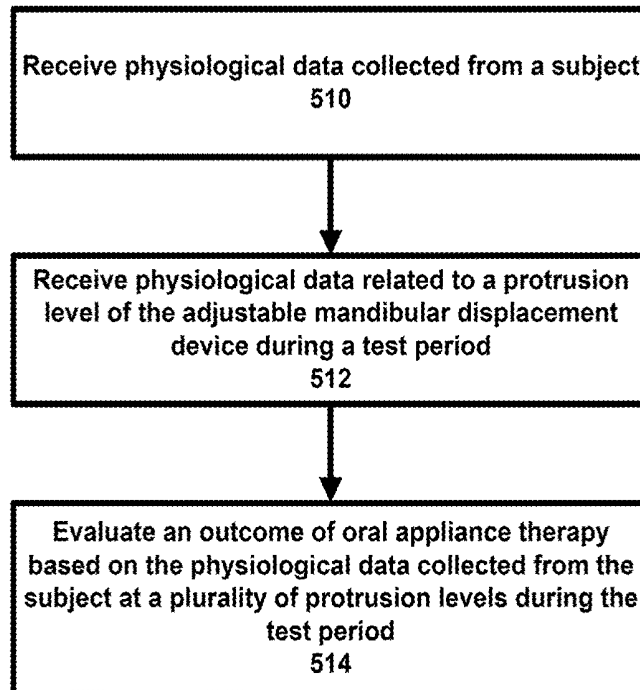 Receive physiological data collected from a subject
510
Receive physiological data related to a protrusion
level of the adjustable mandibular displacement
device during a test period
512
Evaluate an outcome of oral appliance therapy
based on the physiological data collected from the
subject at a plurality of protrusion levels during the
test period
514